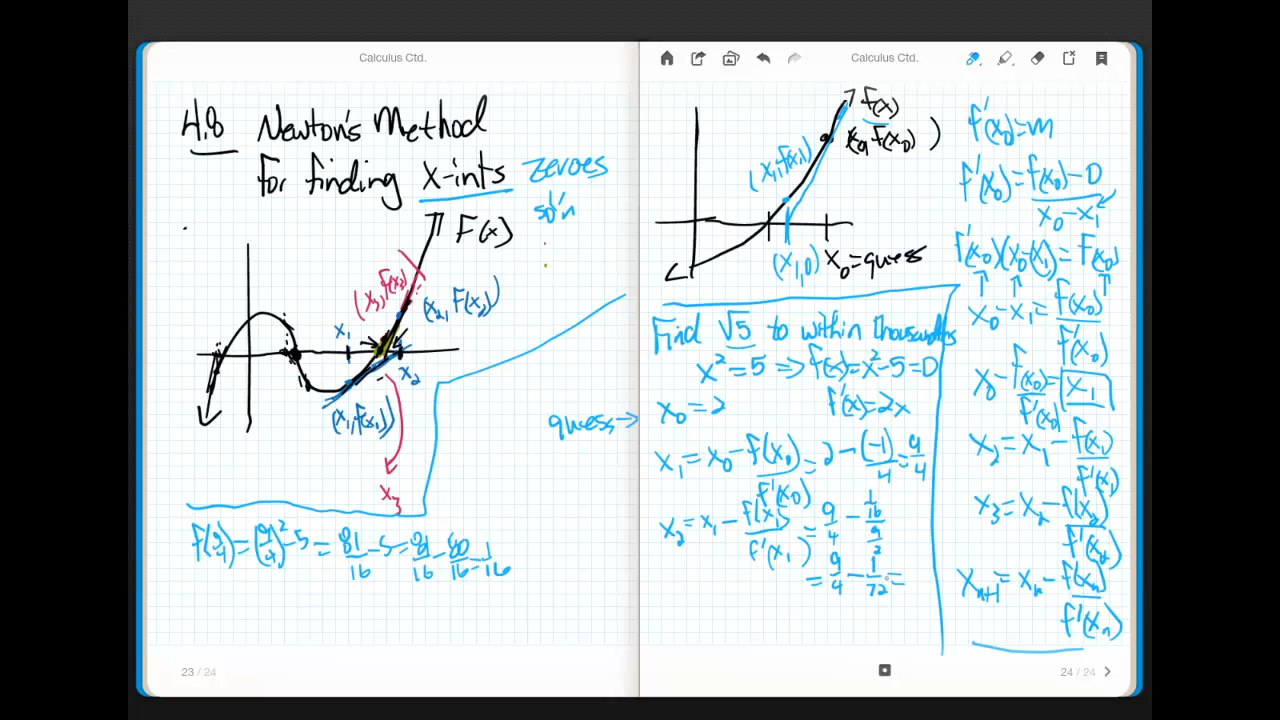 Calculus Ctd.
4.8 Newton's Method
for finding x-ints zeroes
sol'n
F(x)
(x3, f(x3))
(x2, F(x2))
x1
x2
(x1, f(x1))
x3
f(9/4) = (9/4)^2 - 5 = 81/16 - 5 = 81/16 - 80/16 = 1/16
23 / 24
Calculus Ctd.
f(x)
(x0, f(x0))
(x1, f(x1))
(x1, 0) x0 = guess
Find √5 to within thousandths
x^2 = 5 => f(x) = x^2 - 5 = 0
guess → x0 = 2 f'(x) = 2x
x1 = x0 - f(x0)/f'(x0) = 2 - (-1)/4 = 9/4
x2 = x1 - f(x1)/f'(x1) = 9/4 - 1/16 / 9/2
= 9/4 - 1/72 =
f'(x0) = m
f'(x0) = f(x0) - 0 / x0 - x1
f'(x0)(x0 - x1) = f(x0)
x0 - x1 = f(x0)/f'(x0)
x0 - f(x0)/f'(x0) = x1
x2 = x1 - f(x1)/f'(x1)
x3 = x2 - f(x2)/f'(x2)
xn+1 = xn - f(xn)/f'(xn)
24 / 24